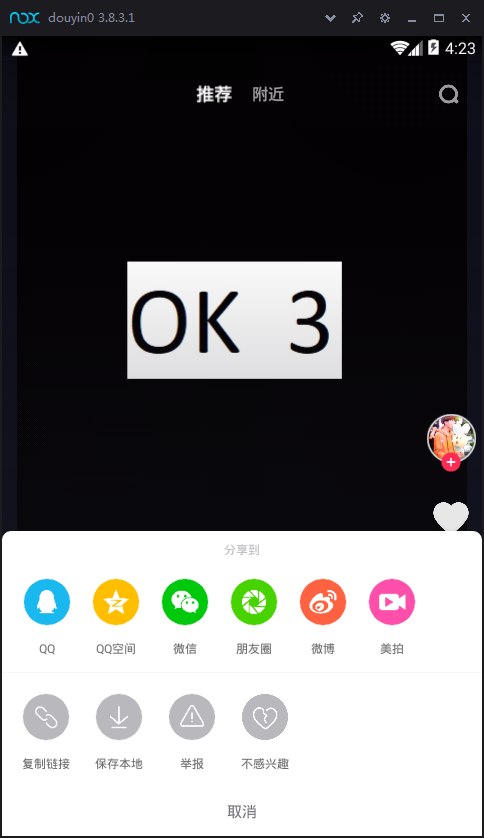 nox douyin0 3.8.3.1
4:23
推荐 附近
OK 3
分享到
QQ QQ空间 微信 朋友圈 微博 美拍
复制链接 保存本地 举报 不感兴趣
取消